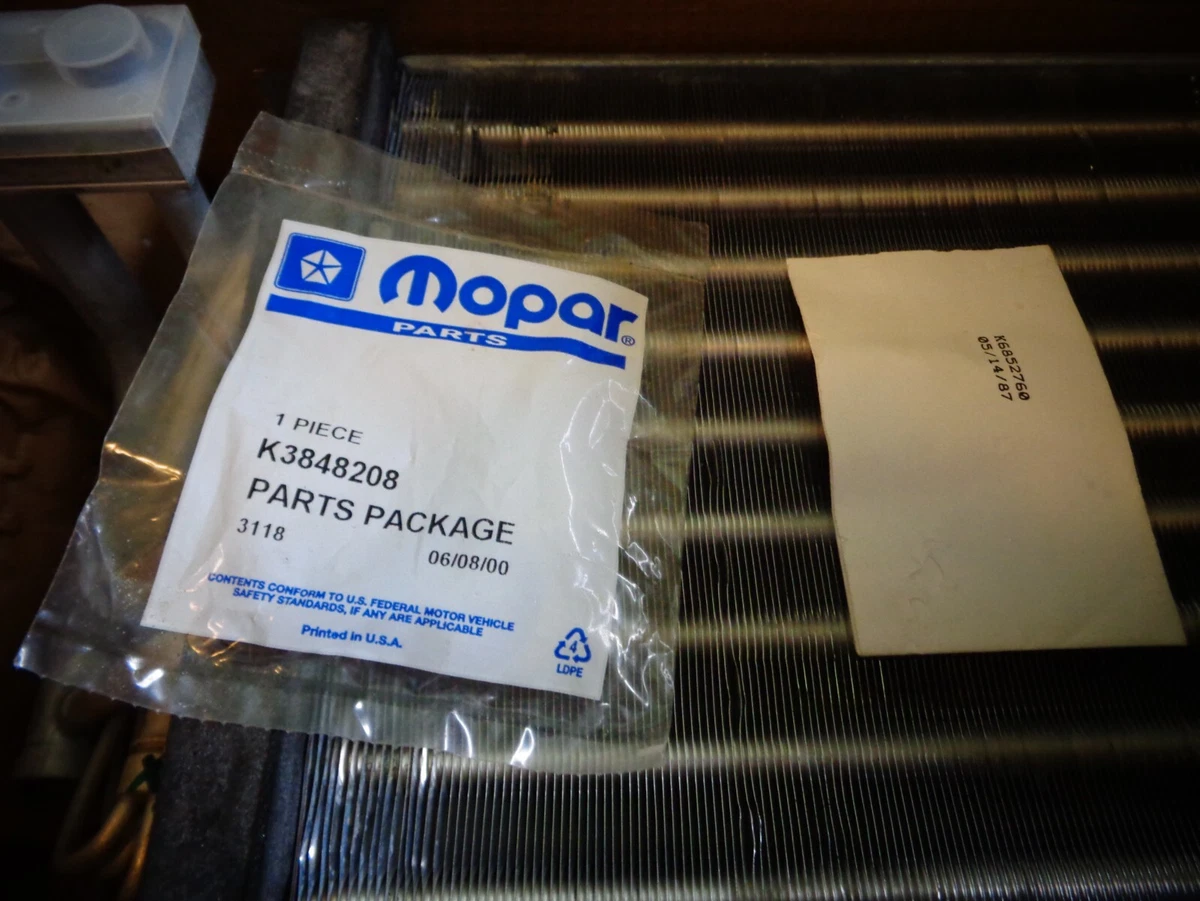 Mopar®
PARTS
1 PIECE
K3848208
PARTS PACKAGE
3118
06/08/00
CONTENTS CONFORM TO U.S. FEDERAL MOTOR VEHICLE
SAFETY STANDARDS, IF ANY ARE APPLICABLE
Printed in U.S.A.
4
LDPE
K6852760
05/14/87